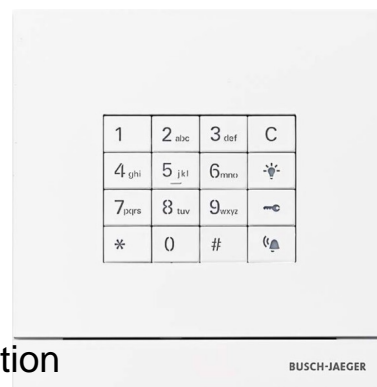 1 2 abc 3 def C
4 ghi 5 jkl 6 mno
7 pqrs 8 tuv 9 wxyz
* 0 #
tion
BUSCH-JAEGER